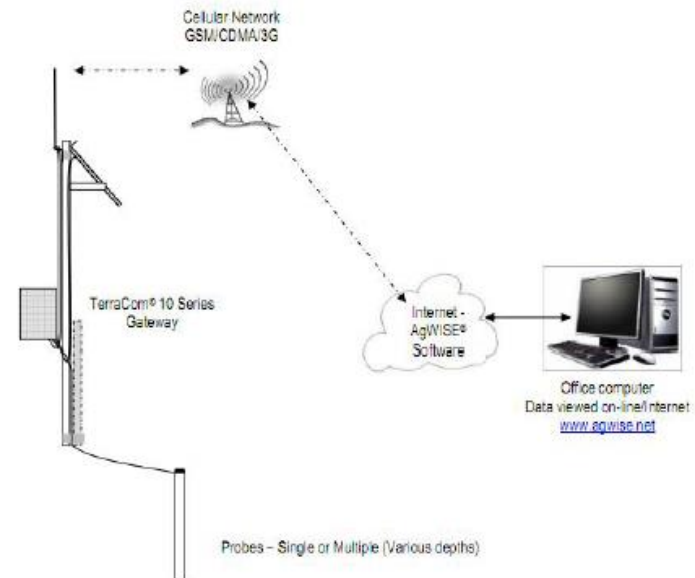 Cellular Network
GSM/CDMA/3G
TerraCom® 10 Series
Gateway
Internet -
AgWISE®
Software
Office computer
Data viewed on-line/Internet
www.agwise.net
Probes – Single or Multiple (Various depths)